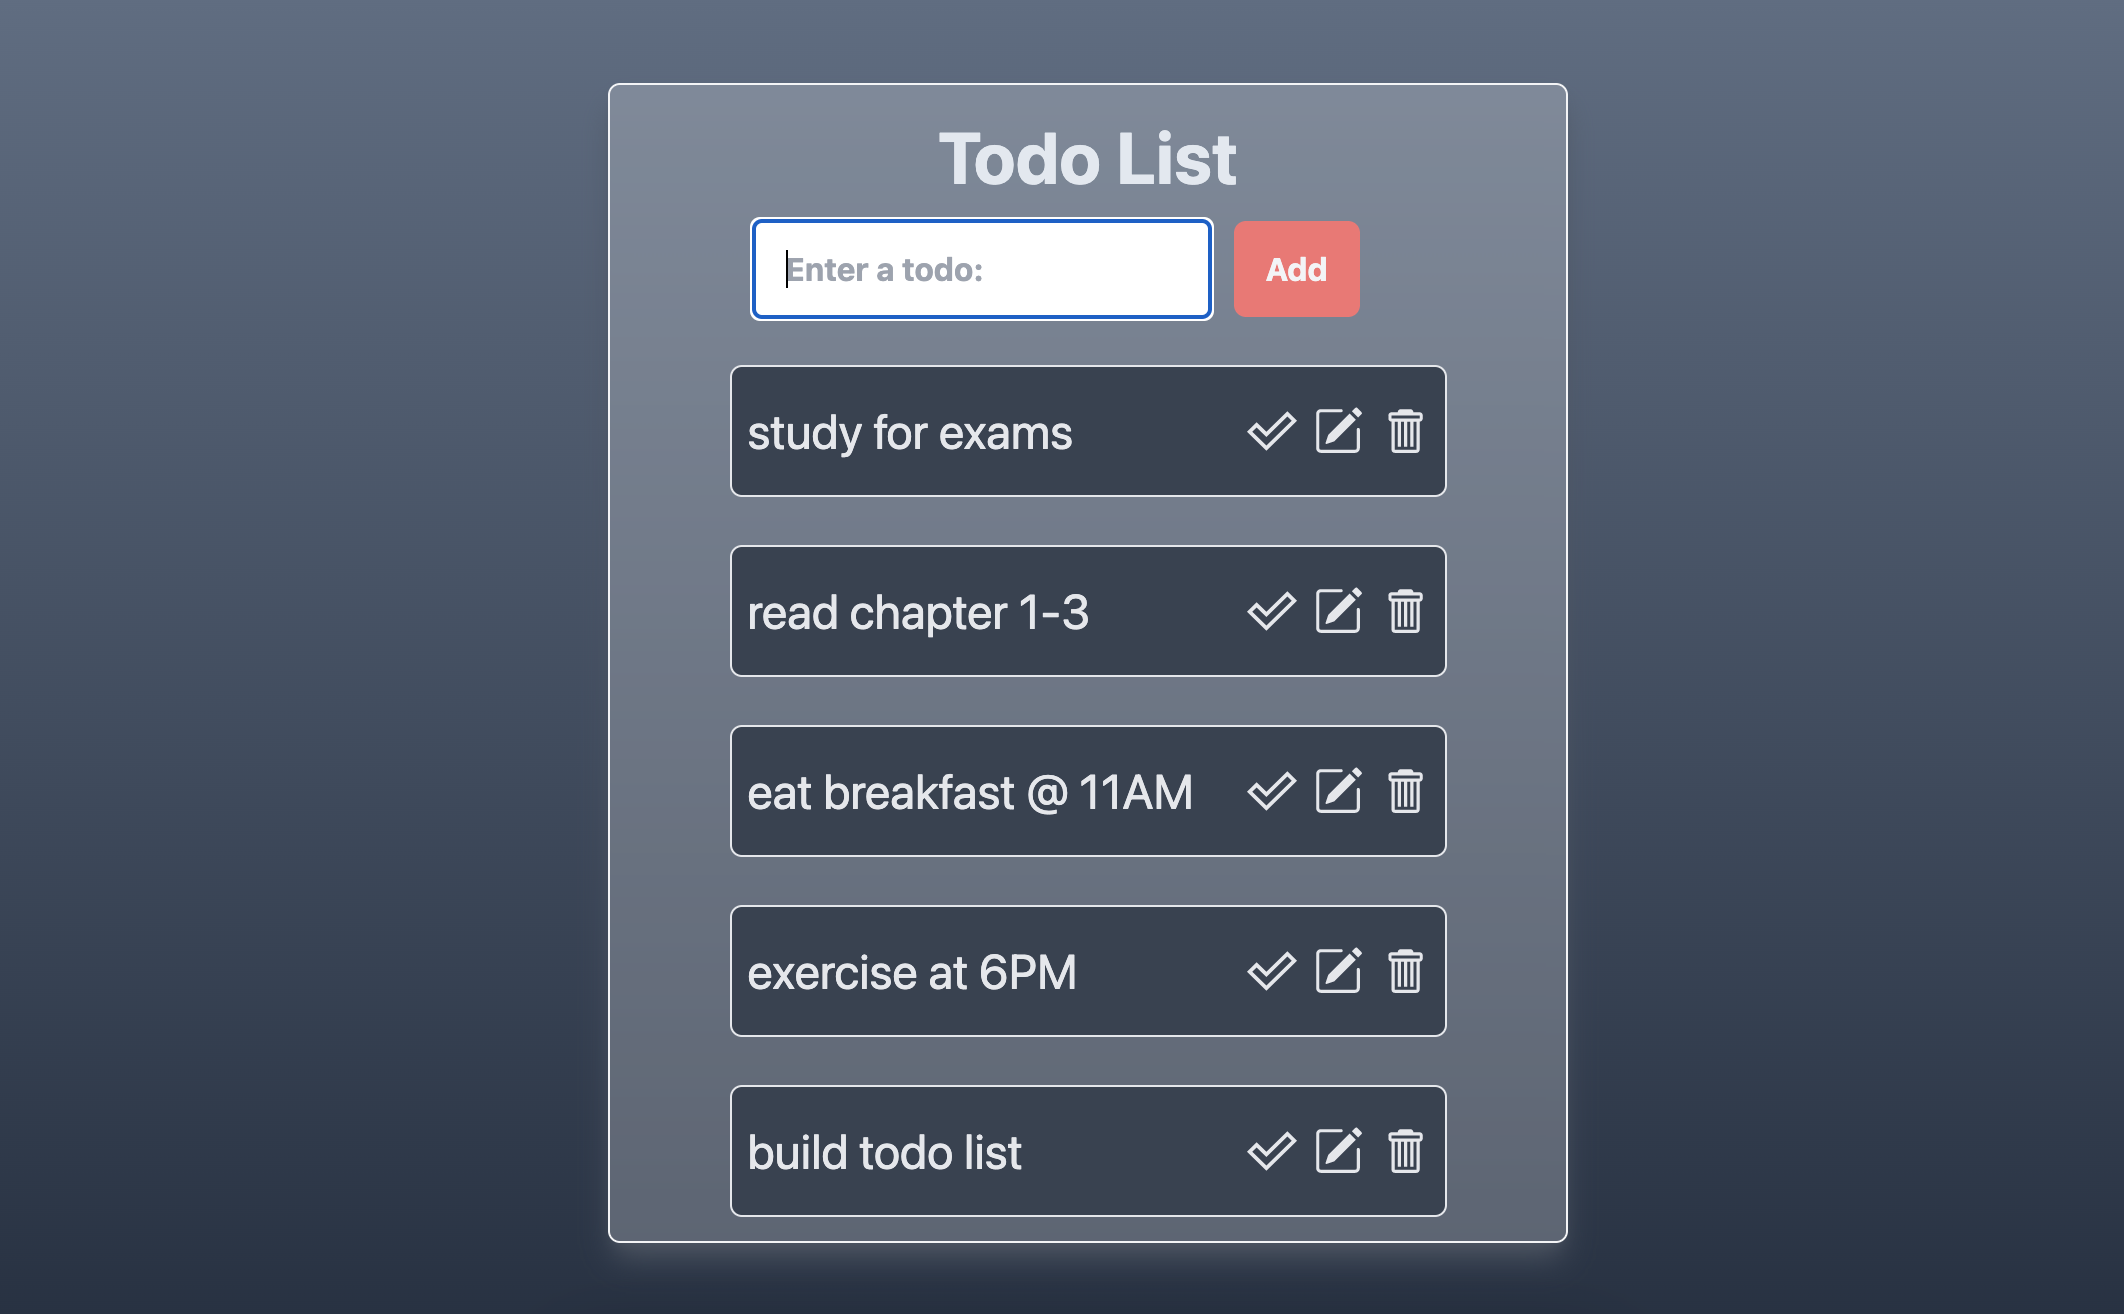 Todo List
Enter a todo:
Add
study for exams
read chapter 1-3
eat breakfast @ 11AM
exercise at 6PM
build todo list